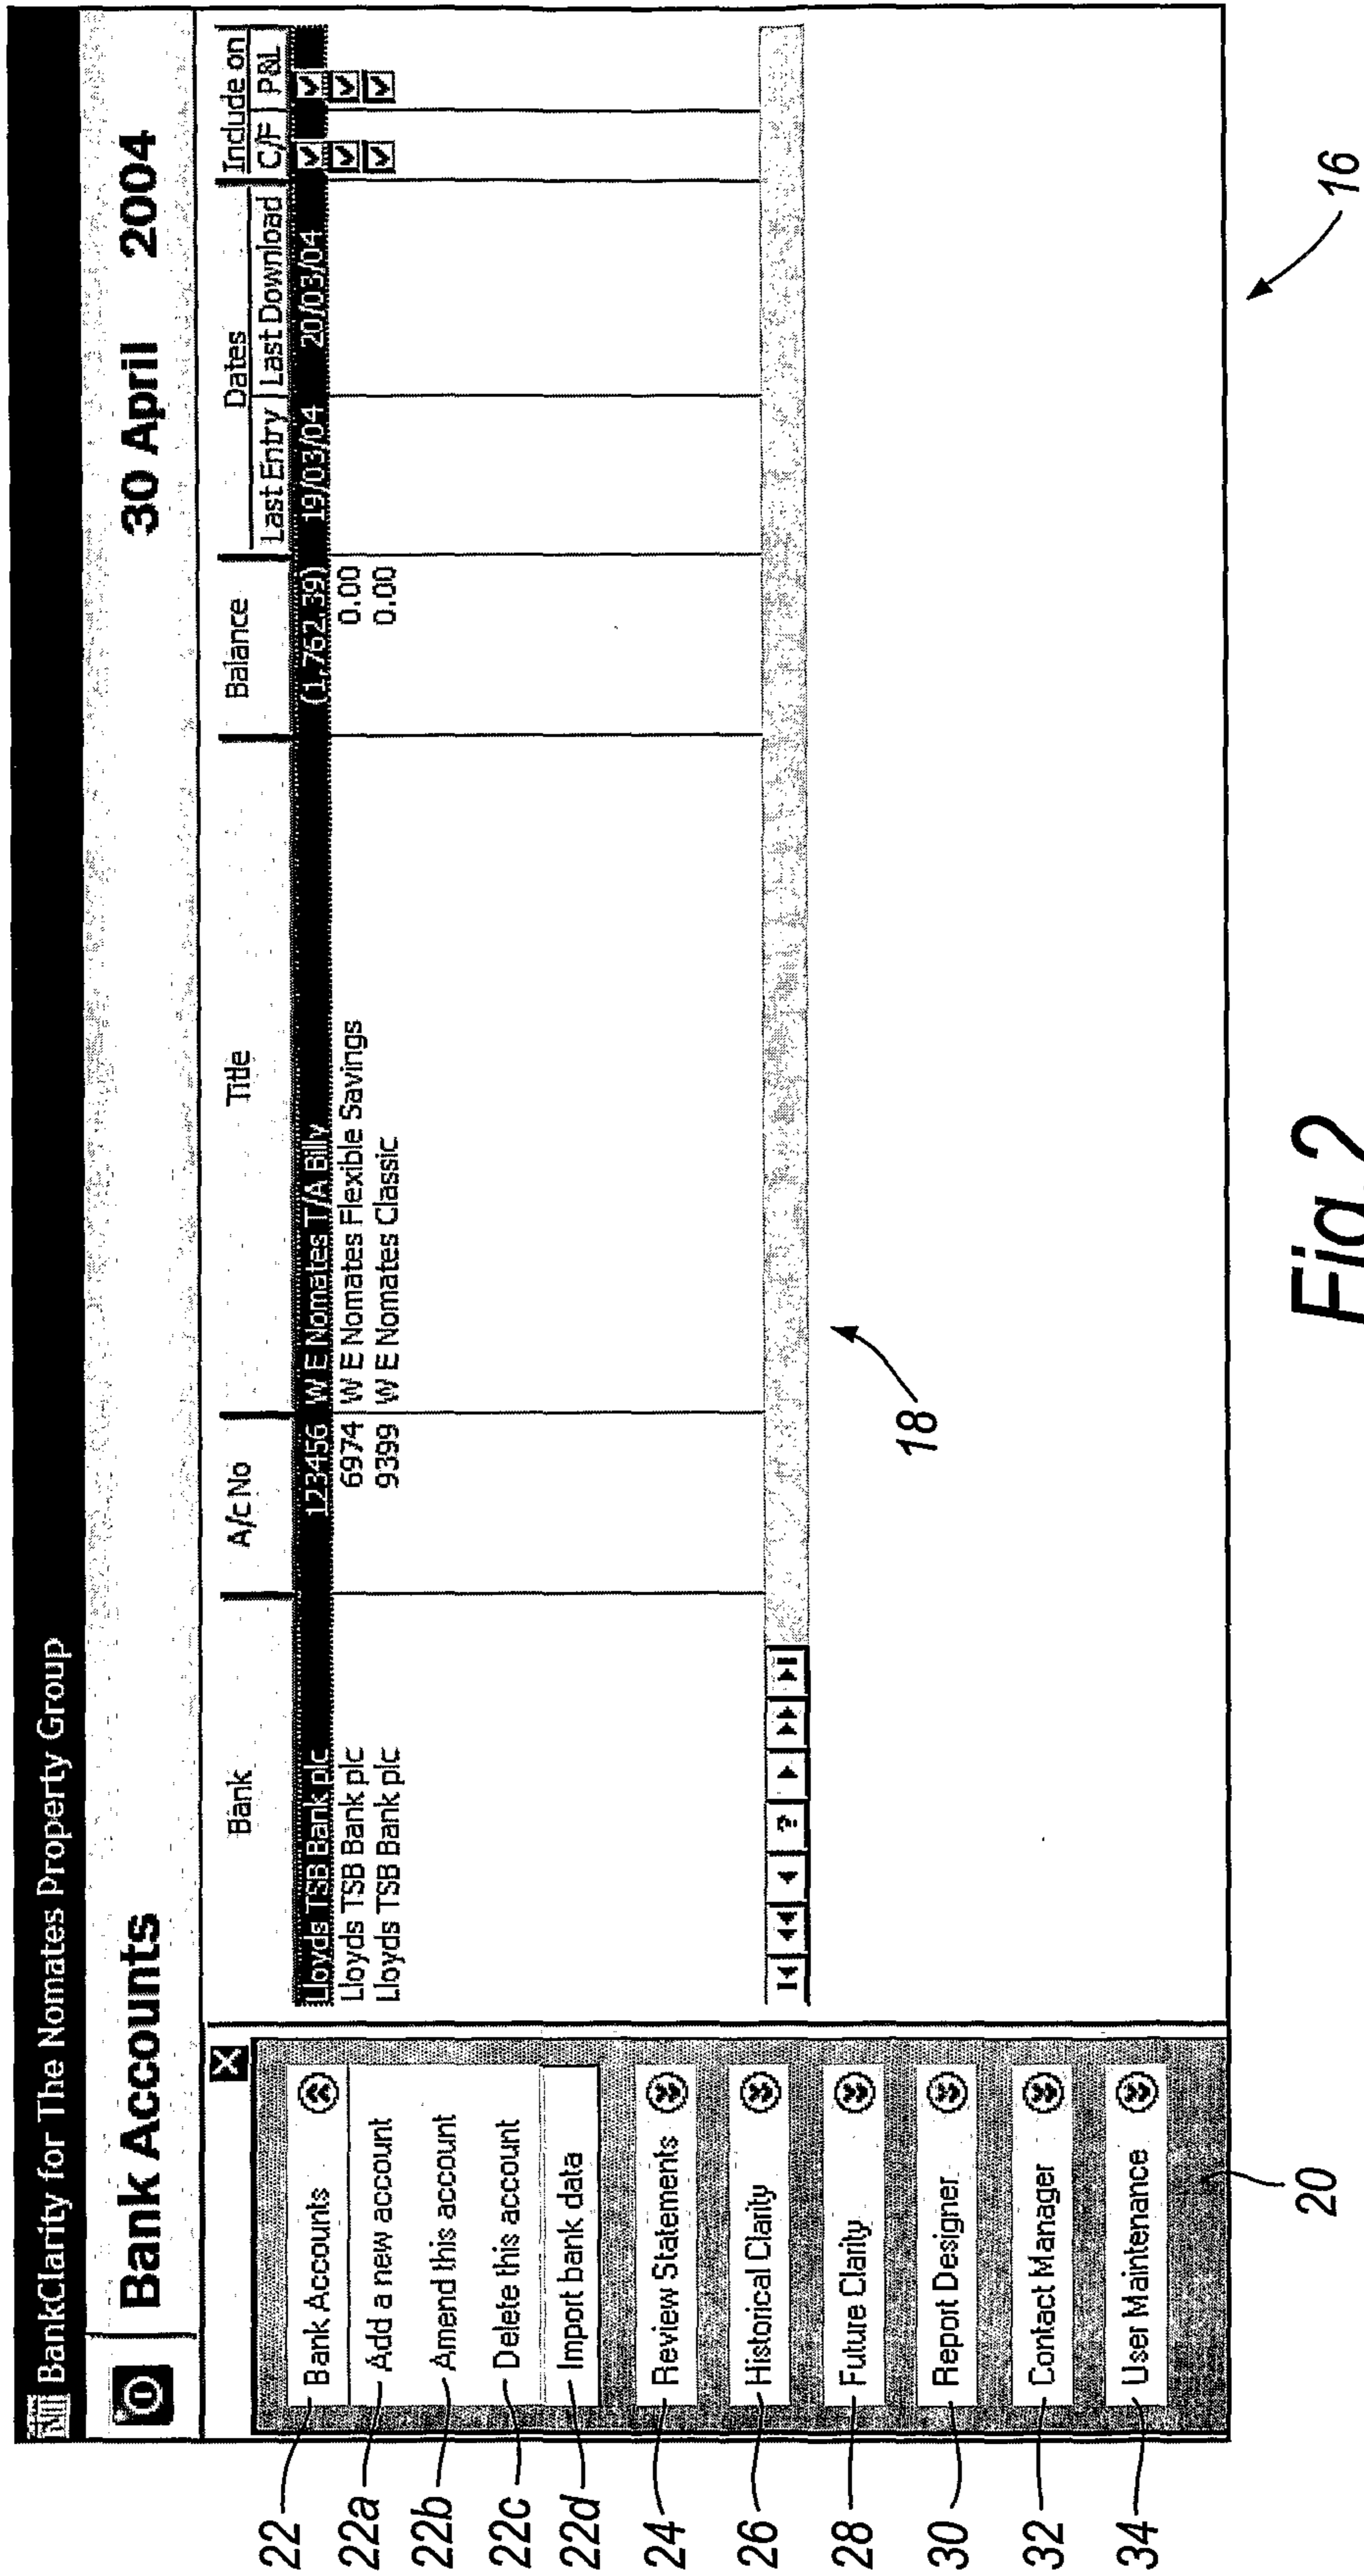 BankClarity for The Nomates Property Group
Bank Accounts 30 April 2004
Bank A/c No Title Balance Dates Include on
Last Entry Last Download C/F P&L
Lloyds TSB Bank plc 123456 W E Nomates T/A Billy (1,762.39) 19/03/04 20/03/04
Lloyds TSB Bank plc 6974 W E Nomates Flexible Savings 0.00
Lloyds TSB Bank plc 9399 W E Nomates Classic 0.00
?
X
22 Bank Accounts
22a Add a new account
22b Amend this account
22c Delete this account
22d Import bank data
24 Review Statements
26 Historical Clarity
28 Future Clarity
30 Report Designer
32 Contact Manager
34 User Maintenance
18
20
16
Fig.2